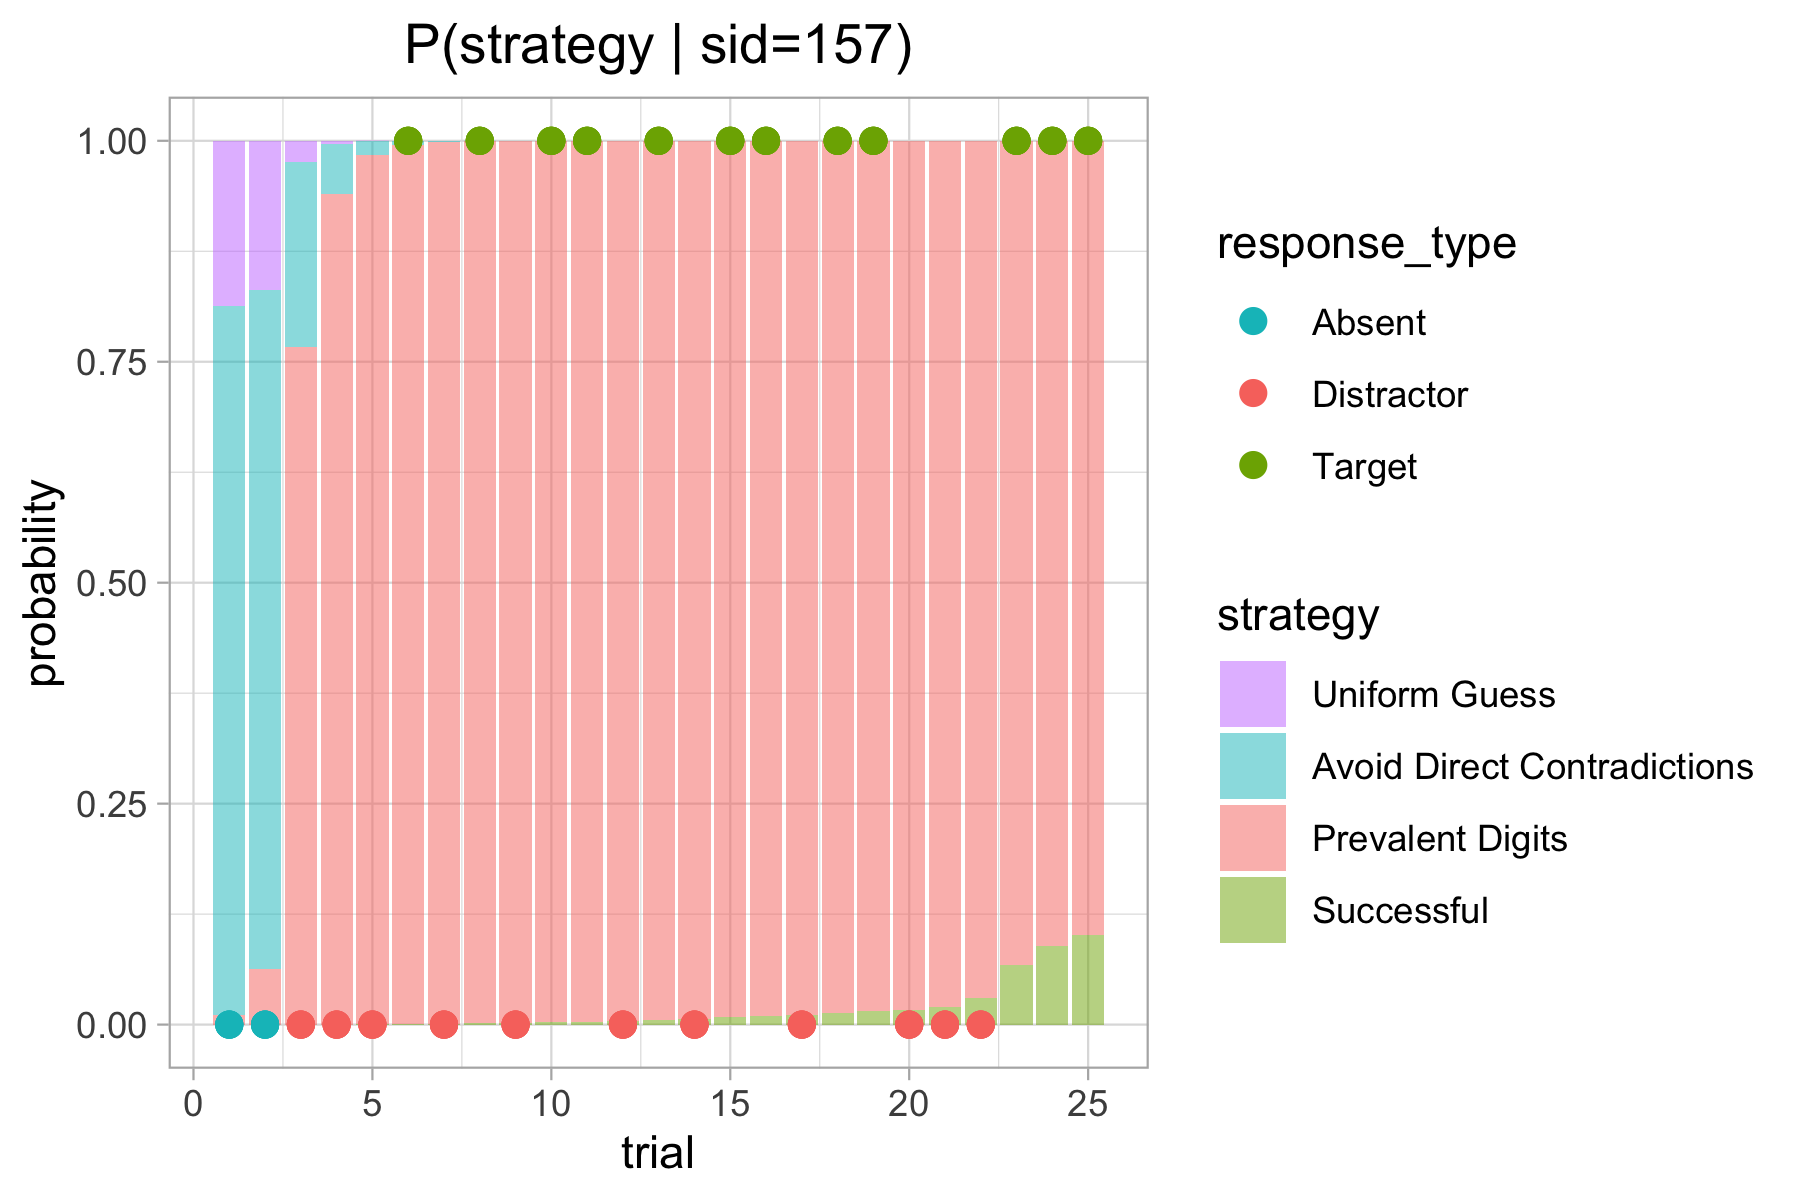 P(strategy | sid=157)
probability
1.00
0.75
0.50
0.25
0.00
0 5 10 15 20 25
trial
response_type
Absent
Distractor
Target
strategy
Uniform Guess
Avoid Direct Contradictions
Prevalent Digits
Successful